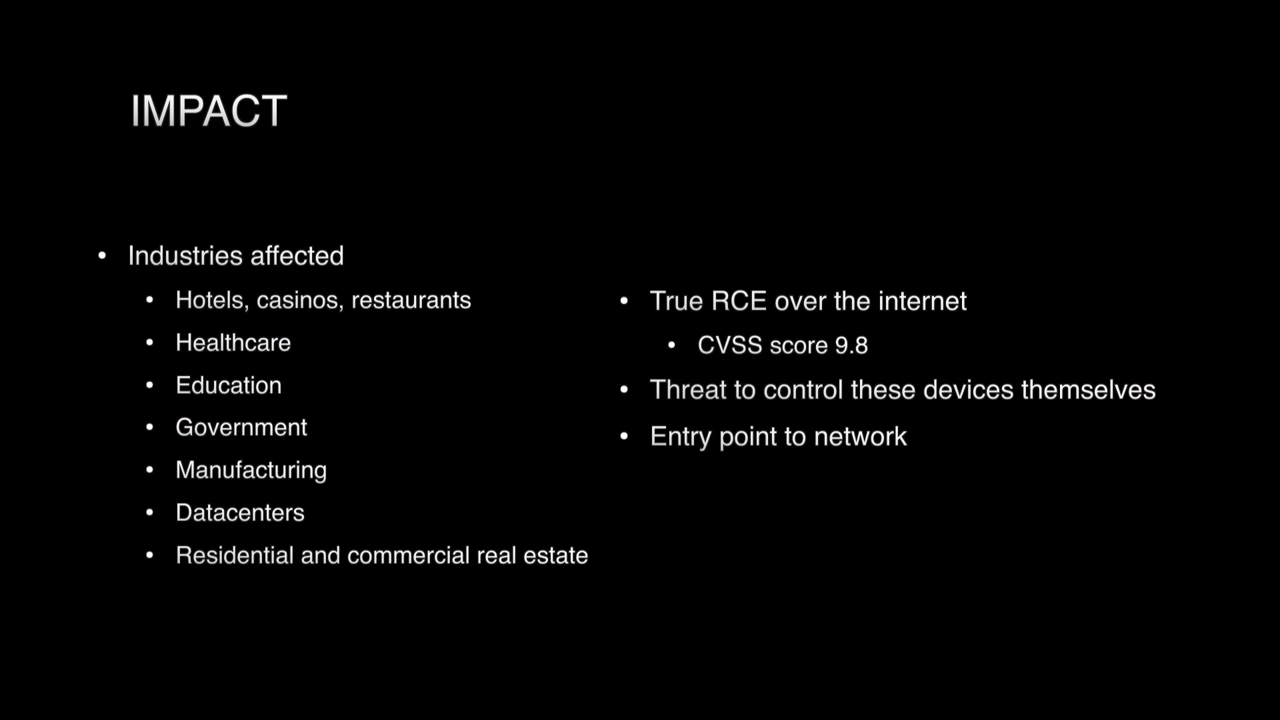 IMPACT
• Industries affected
• Hotels, casinos, restaurants
• Healthcare
• Education
• Government
• Manufacturing
• Datacenters
• Residential and commercial real estate
• True RCE over the internet
• CVSS score 9.8
• Threat to control these devices themselves
• Entry point to network